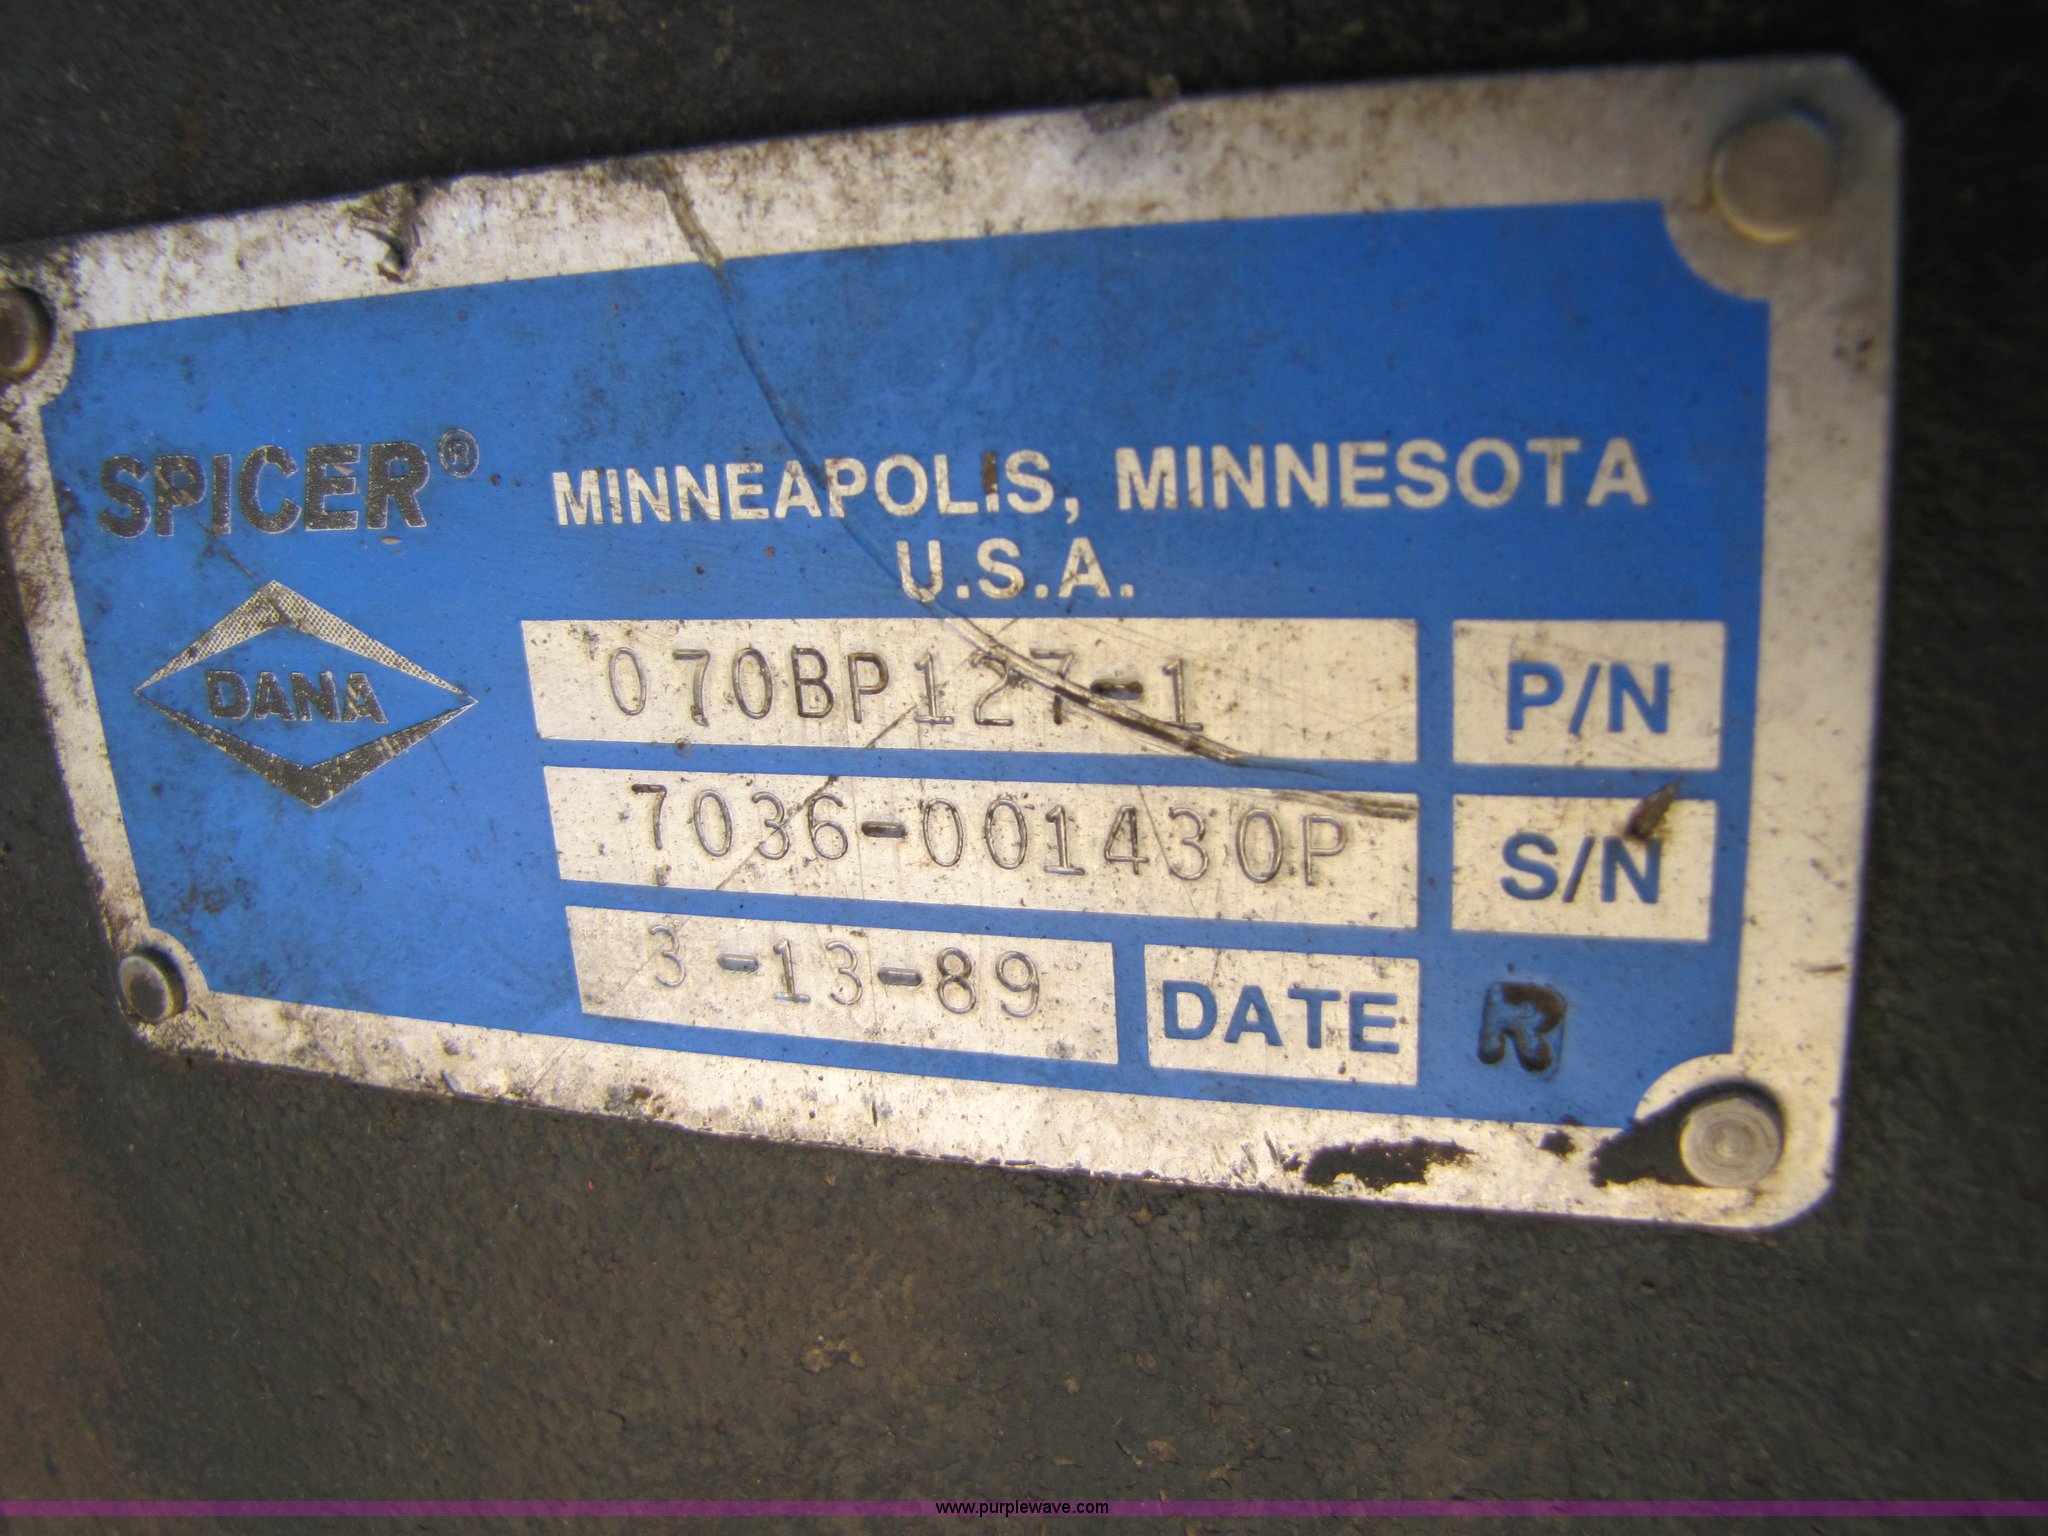 SPICER®
DANA
MINNEAPOLIS, MINNESOTA
U.S.A.
070BP127-1 P/N
7036-001430P S/N
3-13-89 DATE R
www.purplewave.com